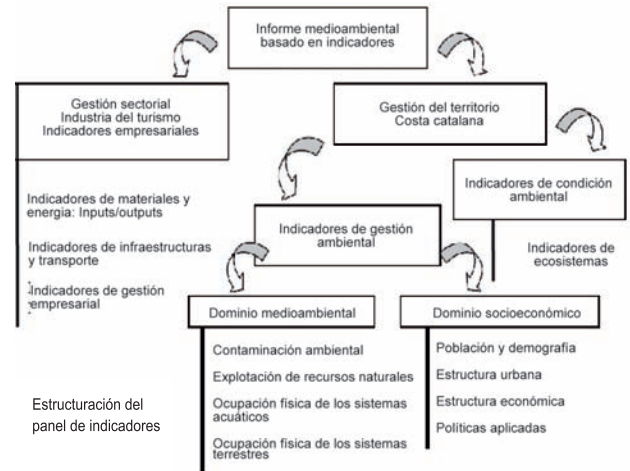 Informe medioambiental
basado en indicadores
Gestión sectorial
Industria del turismo
Indicadores empresariales
Gestión del territorio
Costa catalana
Indicadores de materiales y
energia: Inputs/outputs
Indicadores de infraestructuras
y transporte
Indicadores de gestión
empresarial
Indicadores de gestión
ambiental
Indicadores de condición
ambiental
Indicadores de
ecosistemas
Dominio medioambiental
Contaminación ambiental
Explotación de recursos naturales
Ocupación física de los sistemas
acuáticos
Ocupación física de los sistemas
terrestres
Dominio socioeconómico
Población y demografía
Estructura urbana
Estructura económica
Políticas aplicadas
Estructuración del
panel de indicadores